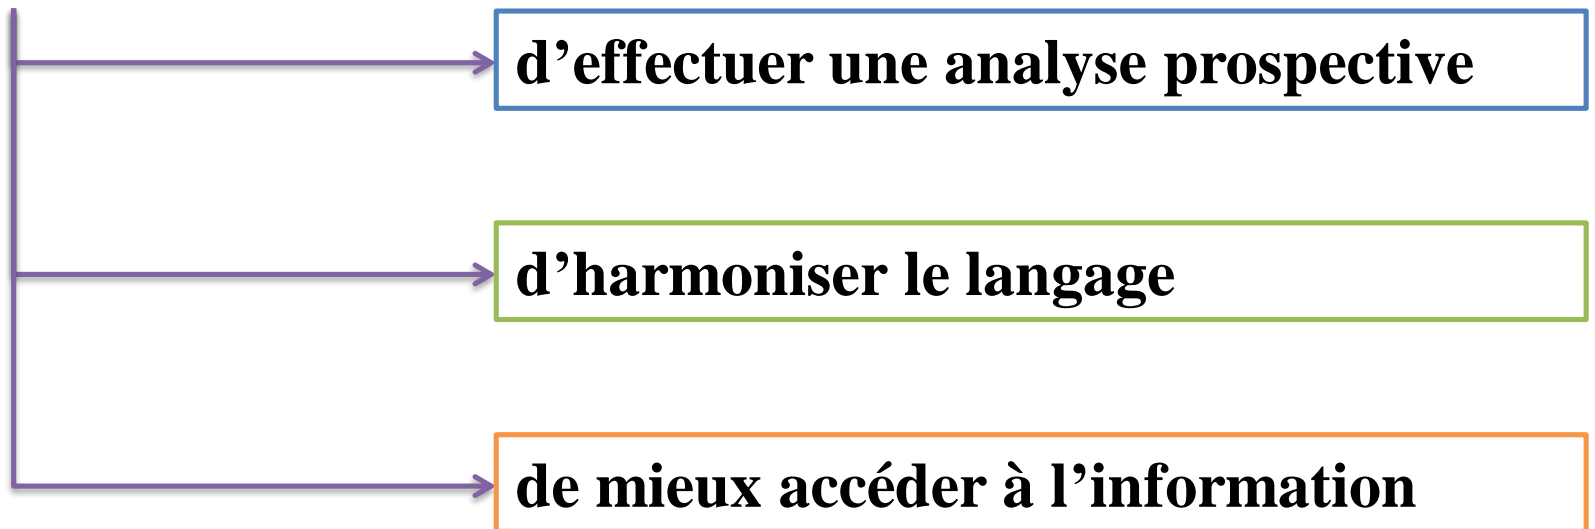 d’effectuer une analyse prospective
d’harmoniser le langage
de mieux accéder à l’information